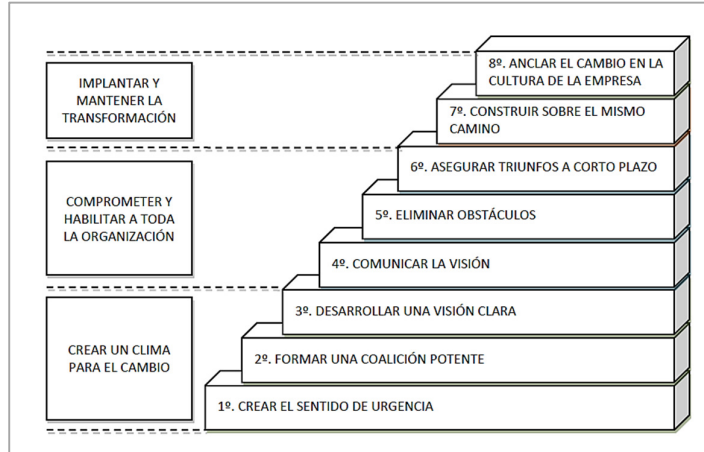 IMPLANTAR Y
MANTENER LA
TRANSFORMACIÓN
8º. ANCLAR EL CAMBIO EN LA
CULTURA DE LA EMPRESA
7º. CONSTRUIR SOBRE EL MISMO
CAMINO
COMPROMETER Y
HABILITAR A TODA
LA ORGANIZACIÓN
6º. ASEGURAR TRIUNFOS A CORTO PLAZO
5º. ELIMINAR OBSTÁCULOS
4º. COMUNICAR LA VISIÓN
CREAR UN CLIMA
PARA EL CAMBIO
3º. DESARROLLAR UNA VISIÓN CLARA
2º. FORMAR UNA COALICIÓN POTENTE
1º. CREAR EL SENTIDO DE URGENCIA